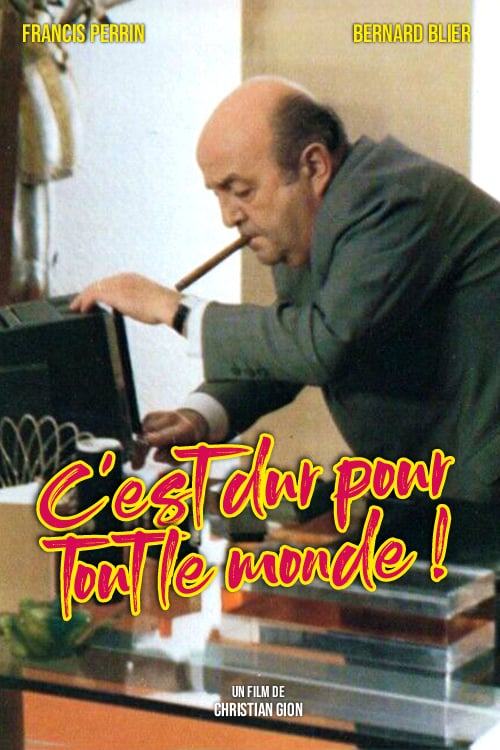 FRANCIS PERRIN
BERNARD BLIER
C'est dur pour
tout le monde !
UN FILM DE
CHRISTIAN GION